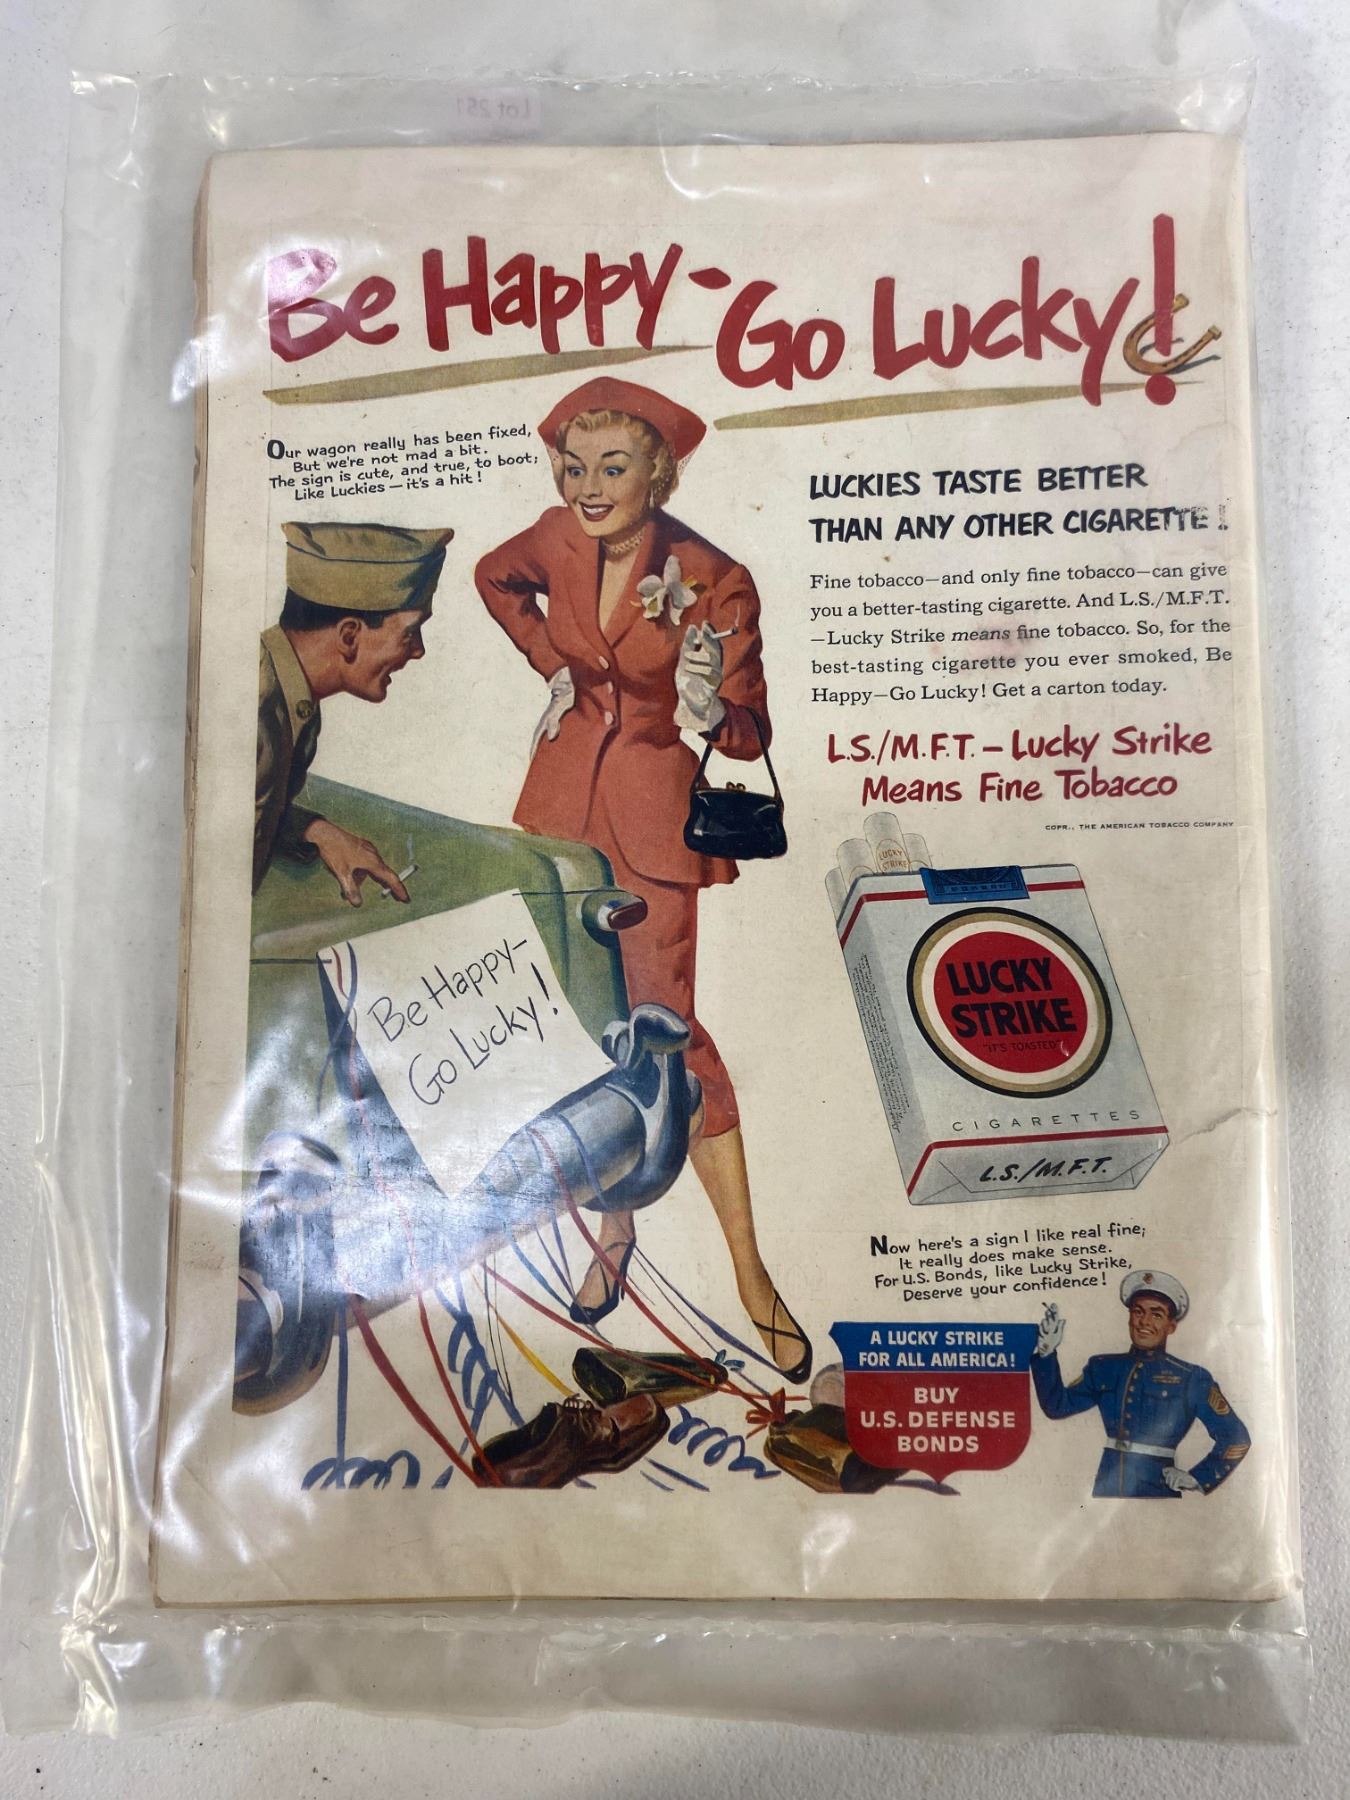 Lot 251
Be Happy-Go Lucky!
Our wagon really has been fixed,
But we're not mad a bit.
The sign is cute, and true, to boot;
Like Luckies — it's a hit!
LUCKIES TASTE BETTER
THAN ANY OTHER CIGARETTE!
Fine tobacco—and only fine tobacco—can give
you a better-tasting cigarette. And L.S./M.F.T.
—Lucky Strike means fine tobacco. So, for the
best-tasting cigarette you ever smoked, Be
Happy—Go Lucky! Get a carton today.
L.S./M.F.T. – Lucky Strike
Means Fine Tobacco
COPR., THE AMERICAN TOBACCO COMPANY
LUCKY
STRIKE
Be Happy-
Go Lucky!
LUCKY
STRIKE
"IT'S TOASTED"
CIGARETTES
L.S./M.F.T.
Now here's a sign I like real fine;
It really does make sense.
For U.S. Bonds, like Lucky Strike,
Deserve your confidence!
A LUCKY STRIKE
FOR ALL AMERICA!
BUY
U.S. DEFENSE
BONDS